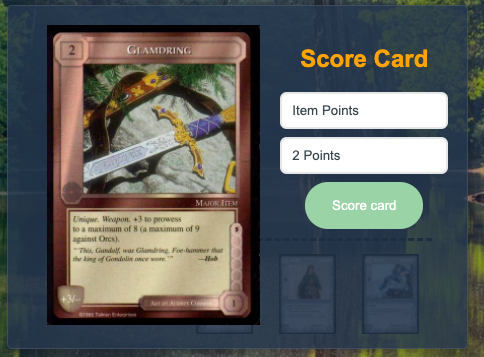 2
GLAMDRING
MAJOR ITEM
Unique. Weapon. +3 to prowess
to a maximum of 8 (a maximum of 9
against Orcs).
"'This, Gandalf, was Glamdring, Foe-hammer that
the king of Gondolin once wore.'" —Hob
+3/–
1
Score Card
Item Points
2 Points
Score card